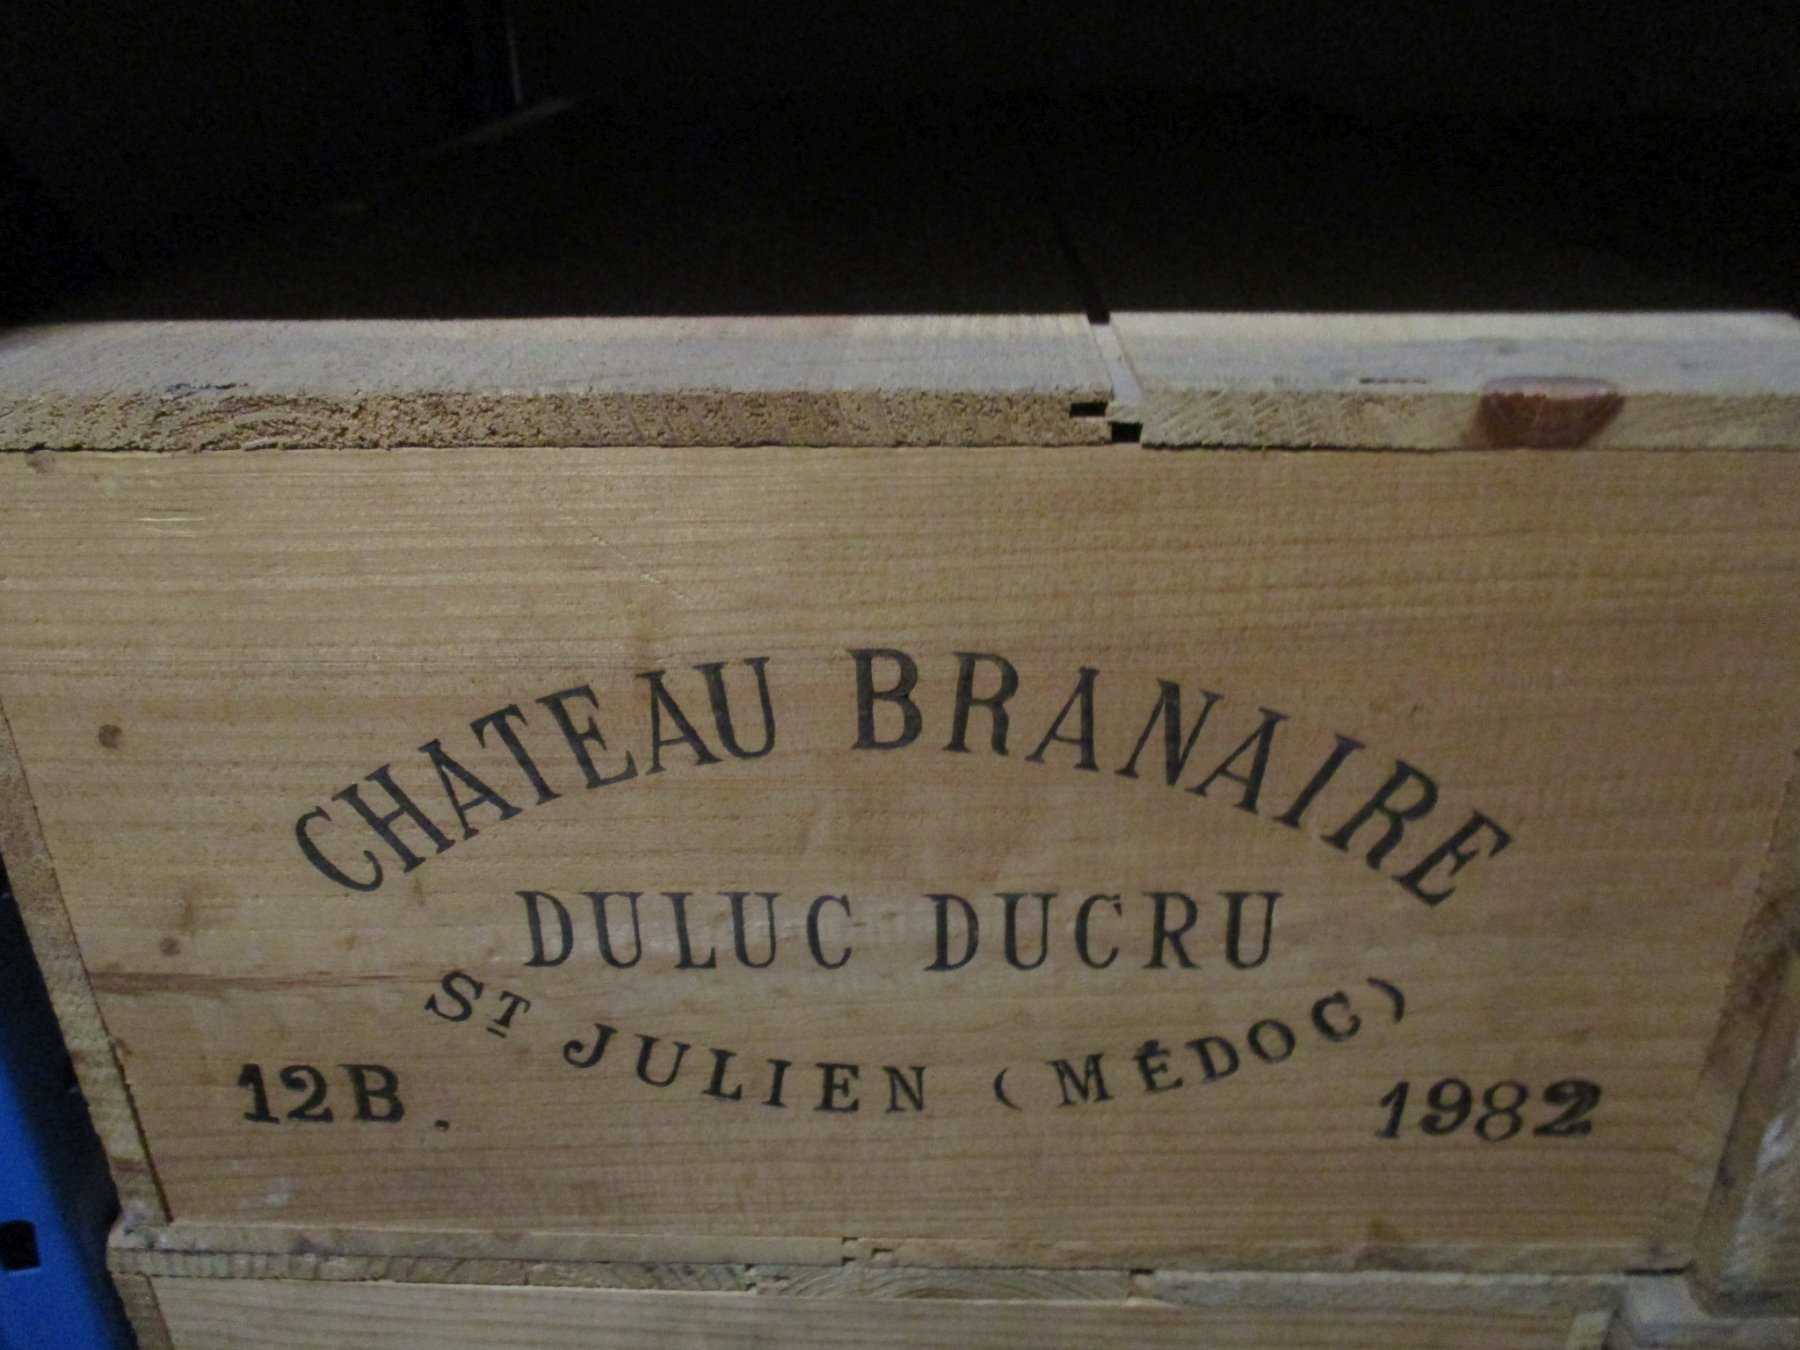 CHATEAU BRANAIRE
DULUC DUCRU
ST JULIEN (MÉDOC)
12B.
1982